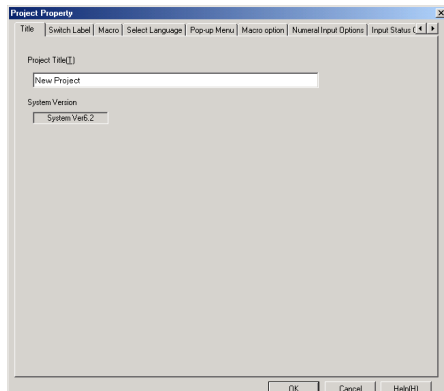 Project Property
Title Switch Label Macro Select Language Pop-up Menu Macro option Numeral Input Options Input Status
Project Title(T)
New Project
System Version
System Ver6.2
OK Cancel Help(H)